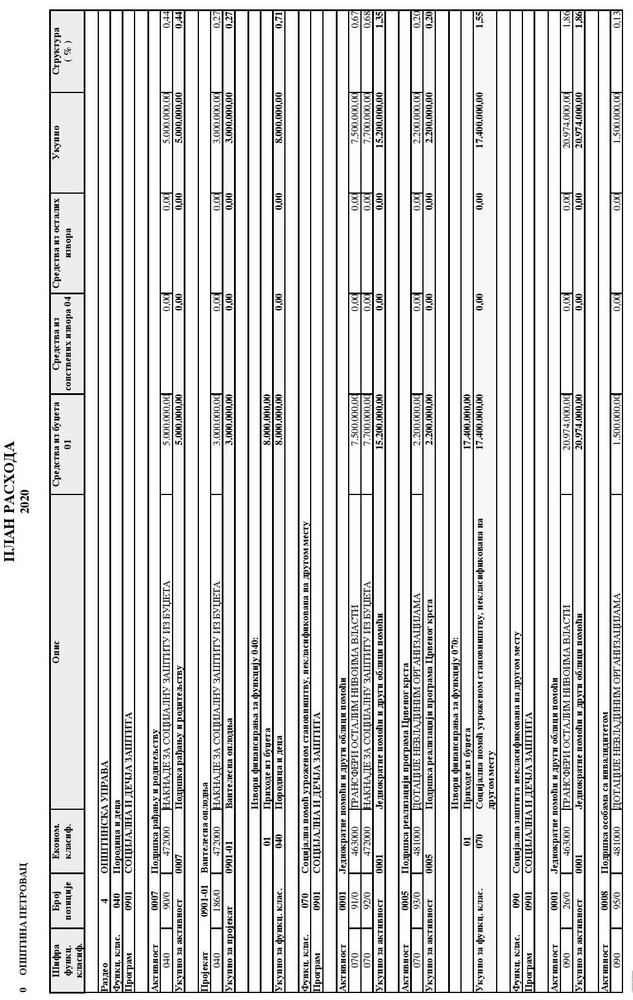 0 ОПШТИНА ПЕТРОВАЦ
ПЛАН РАСХОДА
2020
Шифра функц. класиф. Број позиције Економ. класиф. Опис Средства из буџета 01 Средства из сопствених извора 04 Средства из осталих извора Укупно Структура ( % )
Раздео 4 ОПШТИНСКА УПРАВА
Функц. клас. 040 Породица и деца
Програм 0901 СОЦИЈАЛНА И ДЕЧЈА ЗАШТИТА
Активност 0007 Подршка рађању и родитељству
040 90/0 472000 НАКНАДЕ ЗА СОЦИЈАЛНУ ЗАШТИТУ ИЗ БУЏЕТА 5.000.000,00 0,00 0,00 5.000.000,00 0,44
Укупно за активност 0007 Подршка рађању и родитељству 5.000.000,00 0,00 0,00 5.000.000,00 0,44
Пројекат 0901-01 Вантелесна оплодња
040 186/0 472000 НАКНАДЕ ЗА СОЦИЈАЛНУ ЗАШТИТУ ИЗ БУЏЕТА 3.000.000,00 0,00 0,00 3.000.000,00 0,27
Укупно за пројекат 0901-01 Вантелесна оплодња 3.000.000,00 0,00 0,00 3.000.000,00 0,27
Извори финансирања за функцију 040:
01 Приходе из буџета 8.000.000,00
Укупно за функц. клас. 040 Породица и деца 8.000.000,00 0,00 0,00 8.000.000,00 0,71
Функц. клас. 070 Социјална помоћ угроженом становништву, некласификована на другом месту
Програм 0901 СОЦИЈАЛНА И ДЕЧЈА ЗАШТИТА
Активност 0001 Једнократне помоћи и други облици помоћи
070 91/0 463000 ТРАНСФЕРИ ОСТАЛИМ НИВОИМА ВЛАСТИ 7.500.000,00 0,00 0,00 7.500.000,00 0,67
070 92/0 472000 НАКНАДЕ ЗА СОЦИЈАЛНУ ЗАШТИТУ ИЗ БУЏЕТА 7.700.000,00 0,00 0,00 7.700.000,00 0,68
Укупно за активност 0001 Једнократне помоћи и други облици помоћи 15.200.000,00 0,00 0,00 15.200.000,00 1,35
Активност 0005 Подршка реализацији програма Црвеног крста
070 93/0 481000 ДОТАЦИЈЕ НЕВЛАДИНИМ ОРГАНИЗАЦИЈАМА 2.200.000,00 0,00 0,00 2.200.000,00 0,20
Укупно за активност 0005 Подршка реализацији програма Црвеног крста 2.200.000,00 0,00 0,00 2.200.000,00 0,20
Извори финансирања за функцију 070:
01 Приходе из буџета 17.400.000,00
Укупно за функц. клас. 070 Социјална помоћ угроженом становништву, некласификована на 17.400.000,00 0,00 0,00 17.400.000,00 1,55
другом месту
Функц. клас. 090 Социјална заштита некласификована на другом месту
Програм 0901 СОЦИЈАЛНА И ДЕЧЈА ЗАШТИТА
Активност 0001 Једнократне помоћи и други облици помоћи
090 26/0 463000 ТРАНСФЕРИ ОСТАЛИМ НИВОИМА ВЛАСТИ 20.974.000,00 0,00 0,00 20.974.000,00 1,86
Укупно за активност 0001 Једнократне помоћи и други облици помоћи 20.974.000,00 0,00 0,00 20.974.000,00 1,86
Активност 0008 Подршка особама са инвалидитетом
090 95/0 481000 ДОТАЦИЈЕ НЕВЛАДИНИМ ОРГАНИЗАЦИЈАМА 1.500.000,00 0,00 0,00 1.500.000,00 0,13